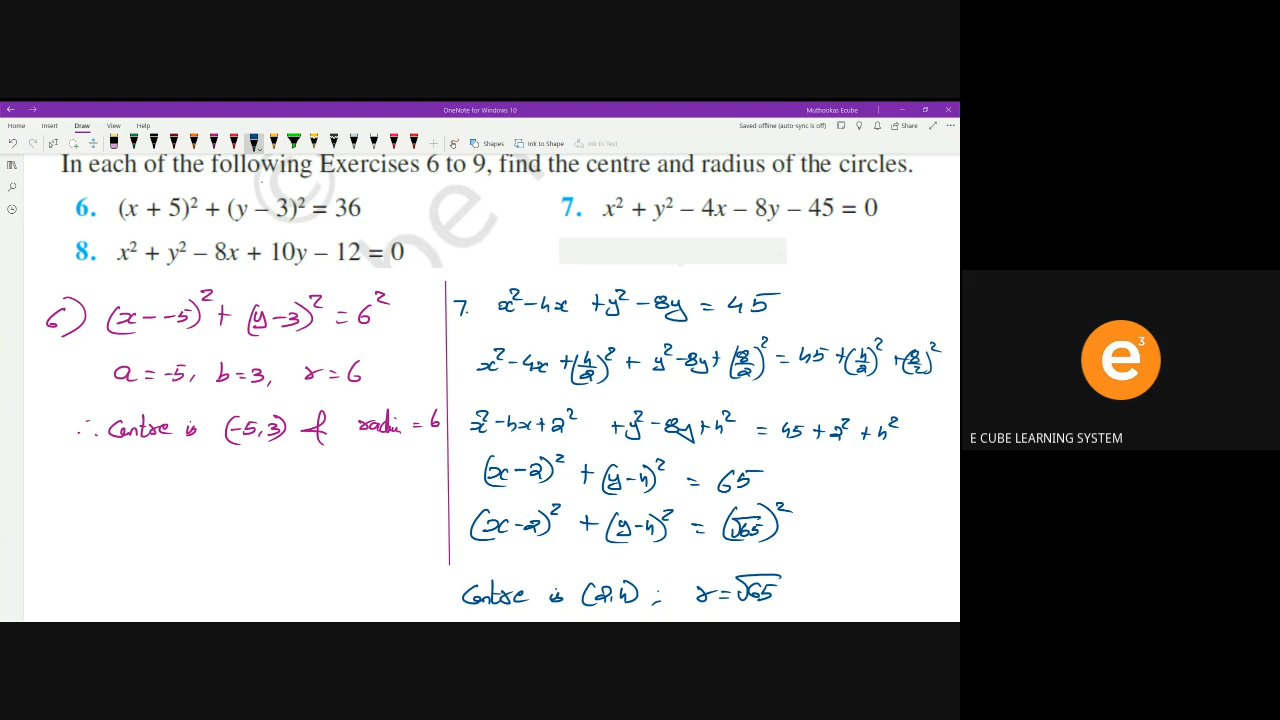 OneNote for Windows 10
Muthookas Ecube
Home Insert Draw View Help
Saved offline (auto-sync is off)
Share
Shapes
Ink to Shape
Ink to Text
In each of the following Exercises 6 to 9, find the centre and radius of the circles.
6. (x + 5)² + (y – 3)² = 36
7. x² + y² – 4x – 8y – 45 = 0
8. x² + y² – 8x + 10y – 12 = 0
6) (x - -5)² + (y-3)² = 6²
a = -5, b = 3, r = 6
∴ Centre is (-5,3) & radiu = 6
7. x² - 4x + y² - 8y = 45
x² - 4x + (4/2)² + y² - 8y + (8/2)² = 45 + (4/2)² + (8/2)²
x² - 4x + 2² + y² - 8y + 4² = 45 + 2² + 4²
(x-2)² + (y-4)² = 65
(x-2)² + (y-4)² = (√65)²
Centre is (2,4) ; r = √65
e³
E CUBE LEARNING SYSTEM